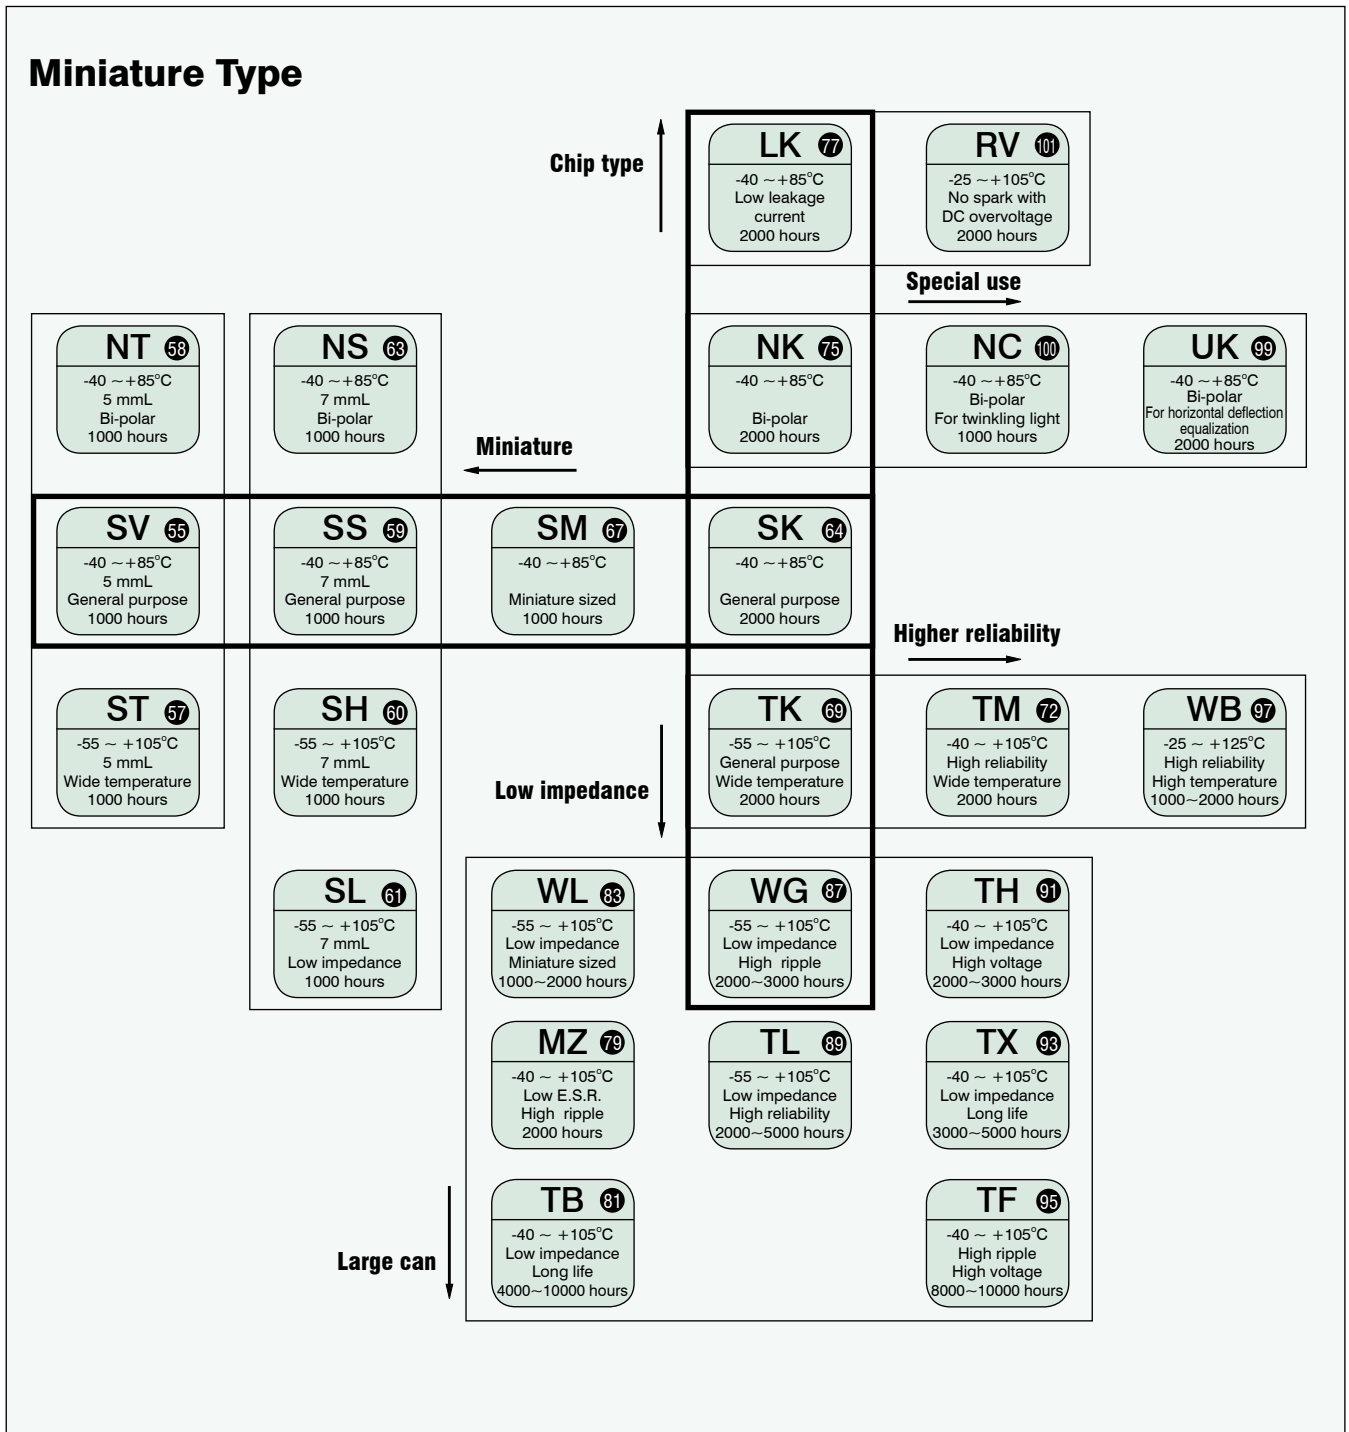 Miniature Type
Chip type
LK 77
-40 ~+85°C
Low leakage
current
2000 hours
RV 101
-25 ~+105°C
No spark with
DC overvoltage
2000 hours
Special use
NT 58
-40 ~+85°C
5 mmL
Bi-polar
1000 hours
NS 63
-40 ~+85°C
7 mmL
Bi-polar
1000 hours
NK 75
-40 ~+85°C
Bi-polar
2000 hours
NC 100
-40 ~+85°C
Bi-polar
For twinkling light
1000 hours
UK 99
-40 ~+85°C
Bi-polar
For horizontal deflection
equalization
2000 hours
Miniature
SV 55
-40 ~+85°C
5 mmL
General purpose
1000 hours
SS 59
-40 ~+85°C
7 mmL
General purpose
1000 hours
SM 67
-40 ~+85°C
Miniature sized
1000 hours
SK 64
-40 ~+85°C
General purpose
2000 hours
Higher reliability
ST 57
-55 ~ +105°C
5 mmL
Wide temperature
1000 hours
SH 60
-55 ~ +105°C
7 mmL
Wide temperature
1000 hours
Low impedance
TK 69
-55 ~ +105°C
General purpose
Wide temperature
2000 hours
TM 72
-40 ~ +105°C
High reliability
Wide temperature
2000 hours
WB 97
-25 ~ +125°C
High reliability
High temperature
1000~2000 hours
SL 61
-55 ~ +105°C
7 mmL
Low impedance
1000 hours
WL 83
-55 ~ +105°C
Low impedance
Miniature sized
1000~2000 hours
WG 87
-55 ~ +105°C
Low impedance
High ripple
2000~3000 hours
TH 91
-40 ~ +105°C
Low impedance
High voltage
2000~3000 hours
MZ 79
-40 ~ +105°C
Low E.S.R.
High ripple
2000 hours
TL 89
-55 ~ +105°C
Low impedance
High reliability
2000~5000 hours
TX 93
-40 ~ +105°C
Low impedance
Long life
3000~5000 hours
Large can
TB 81
-40 ~ +105°C
Low impedance
Long life
4000~10000 hours
TF 95
-40 ~ +105°C
High ripple
High voltage
8000~10000 hours